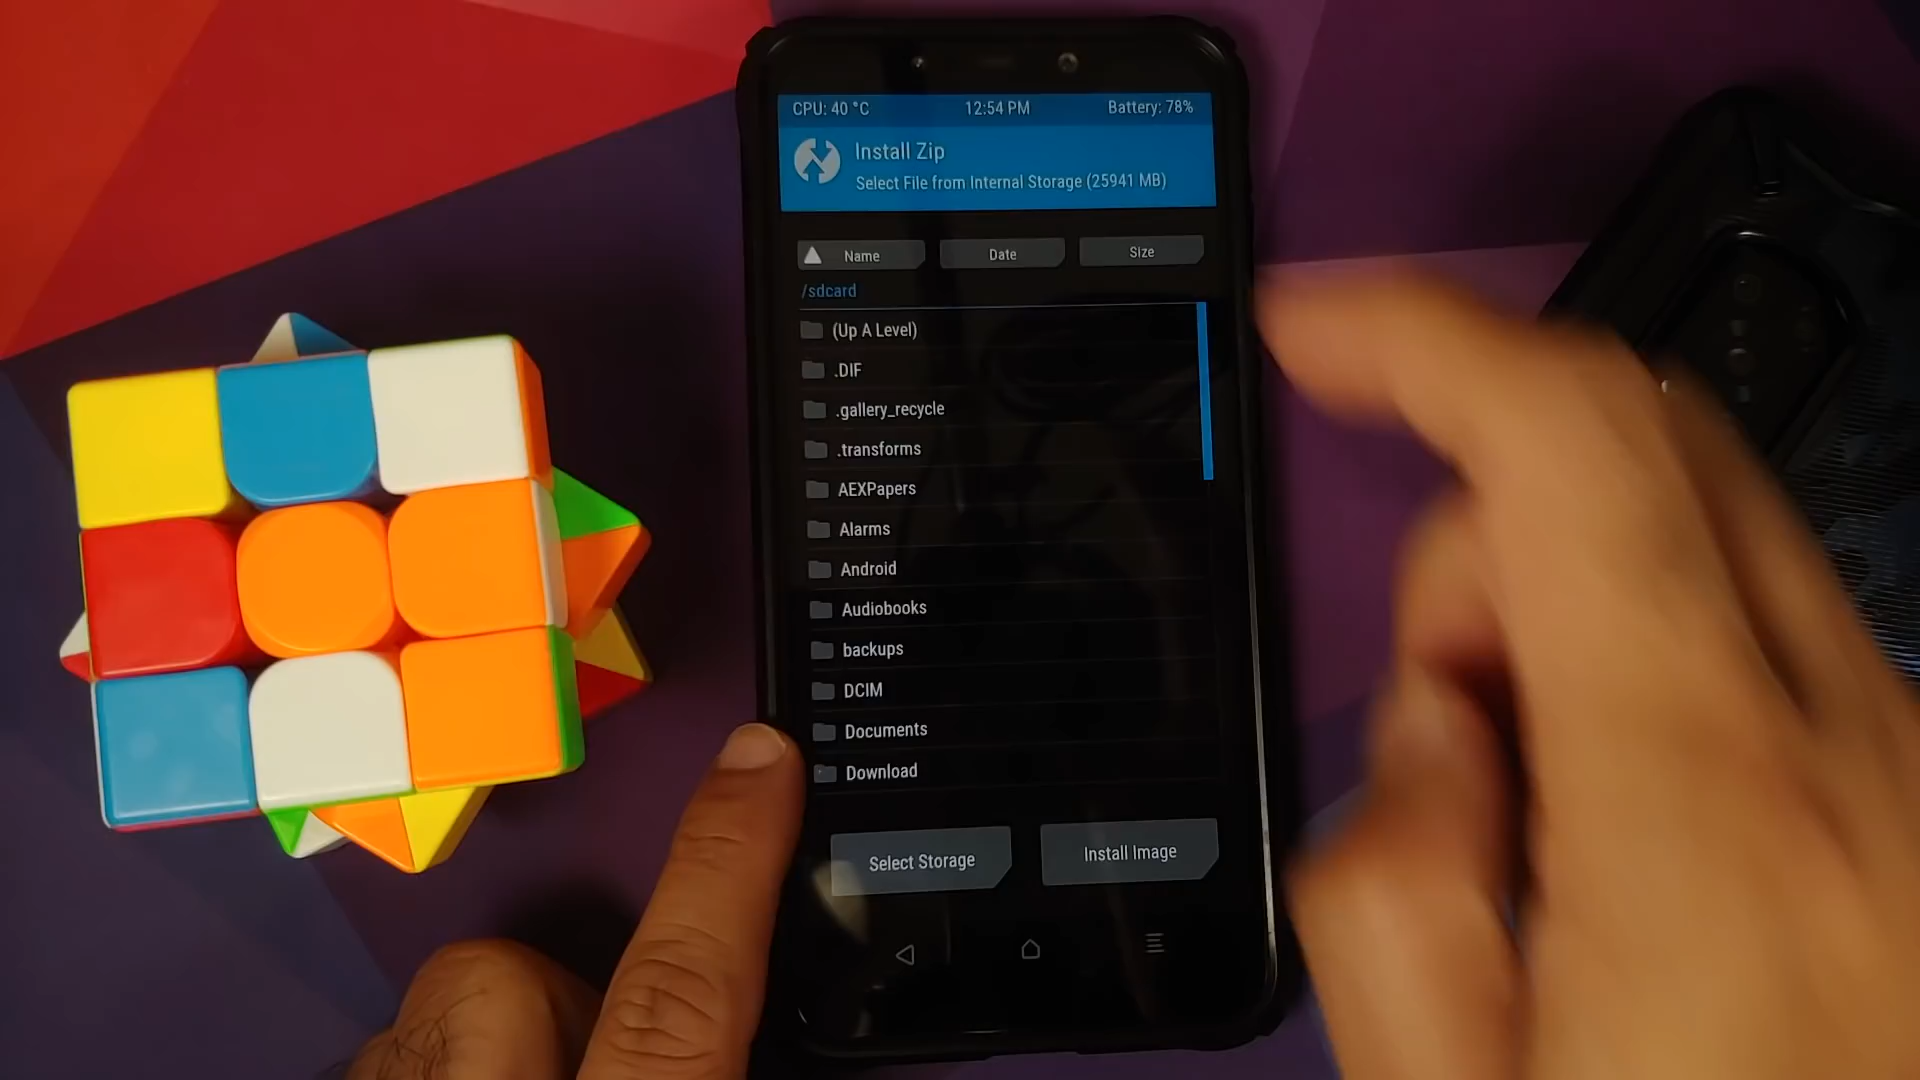 CPU: 40 °C 12:54 PM Battery: 78%
Install Zip
Select File from Internal Storage (25941 MB)
Name Date Size
/sdcard
(Up A Level)
.DIF
.gallery_recycle
.transforms
AEXPapers
Alarms
Android
Audiobooks
backups
DCIM
Documents
Download
Select Storage Install Image